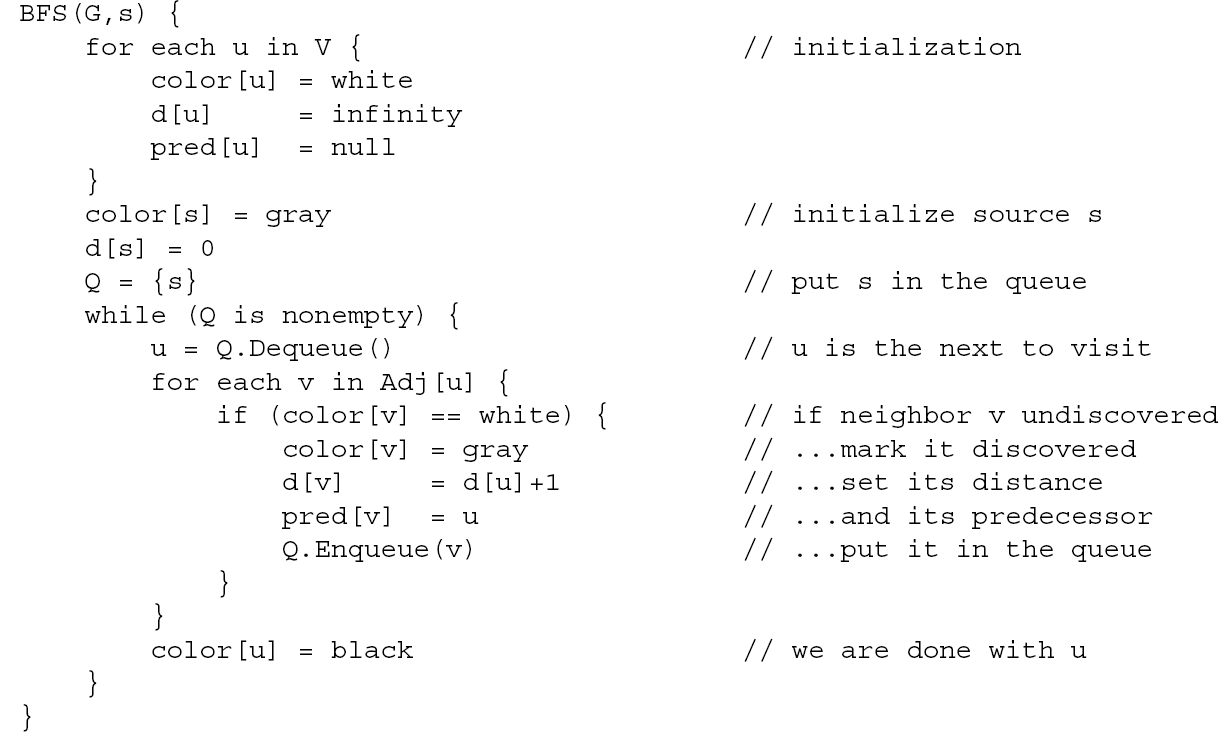 BFS(G,s) {
    for each u in V {                       // initialization
        color[u] = white
        d[u]     = infinity
        pred[u]  = null
    }
    color[s] = gray                         // initialize source s
    d[s] = 0
    Q = {s}                                 // put s in the queue
    while (Q is nonempty) {
        u = Q.Dequeue()                     // u is the next to visit
        for each v in Adj[u] {
            if (color[v] == white) {        // if neighbor v undiscovered
                color[v] = gray             // ...mark it discovered
                d[v]     = d[u]+1           // ...set its distance
                pred[v]  = u                // ...and its predecessor
                Q.Enqueue(v)                // ...put it in the queue
            }
        }
        color[u] = black                    // we are done with u
    }
}